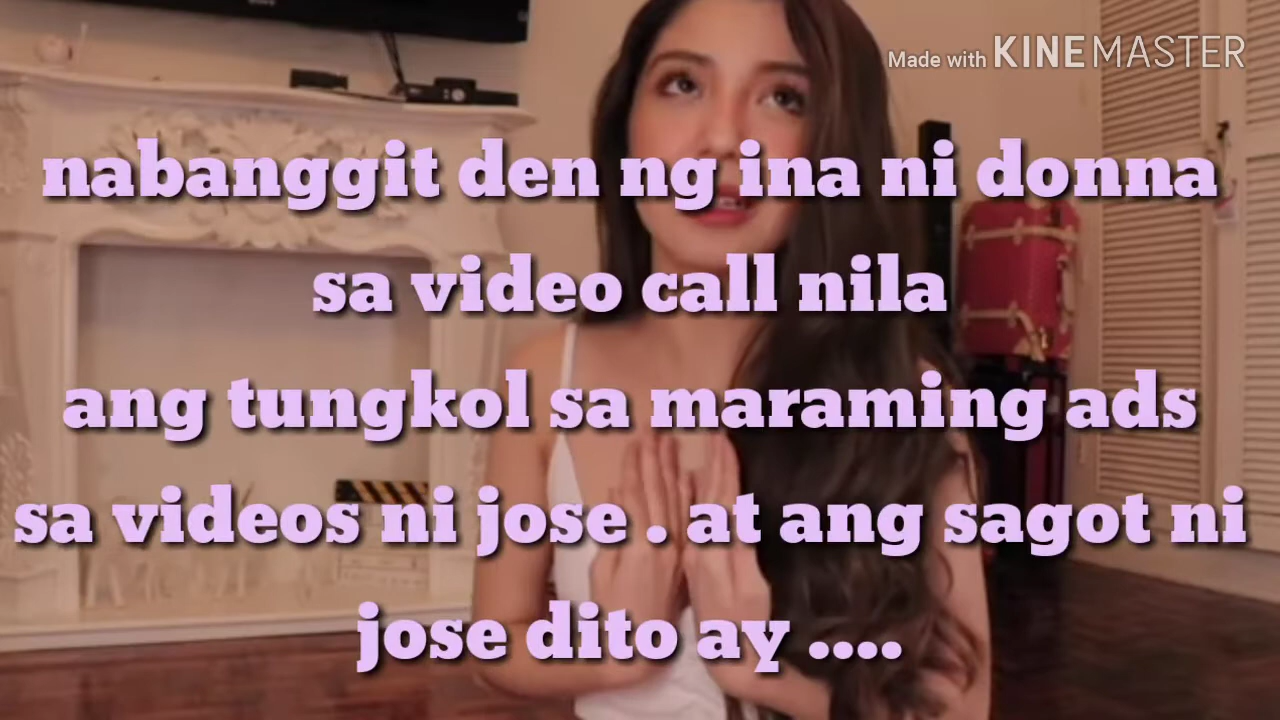 Made with KINEMASTER
nabanggit den ng ina ni donna
sa video call nila
ang tungkol sa maraming ads
sa videos ni jose . at ang sagot ni
jose dito ay ....